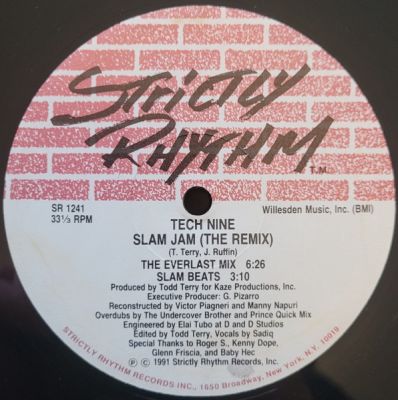 STRICTLY
RHYTHM
T.M.
SR 1241
33⅓ RPM
Willesden Music, Inc. (BMI)
TECH NINE
SLAM JAM (THE REMIX)
(T. Terry, J. Ruffin)
THE EVERLAST MIX 6:26
SLAM BEATS 3:10
Produced by Todd Terry for Kaze Productions, Inc.
Executive Producer: G. Pizarro
Reconstructed by Victor Piagneri and Manny Napuri
Overdubs by The Undercover Brother and Prince Quick Mix
Engineered by Elai Tubo at D and D Studios
Edited by Todd Terry, Vocals by Sadiq
Special Thanks to Roger S., Kenny Dope,
Glenn Friscia, and Baby Hec
Ⓟ © 1991 Strictly Rhythm Records, Inc.
STRICTLY RHYTHM RECORDS INC., 1650 Broadway, New York, N.Y. 10019